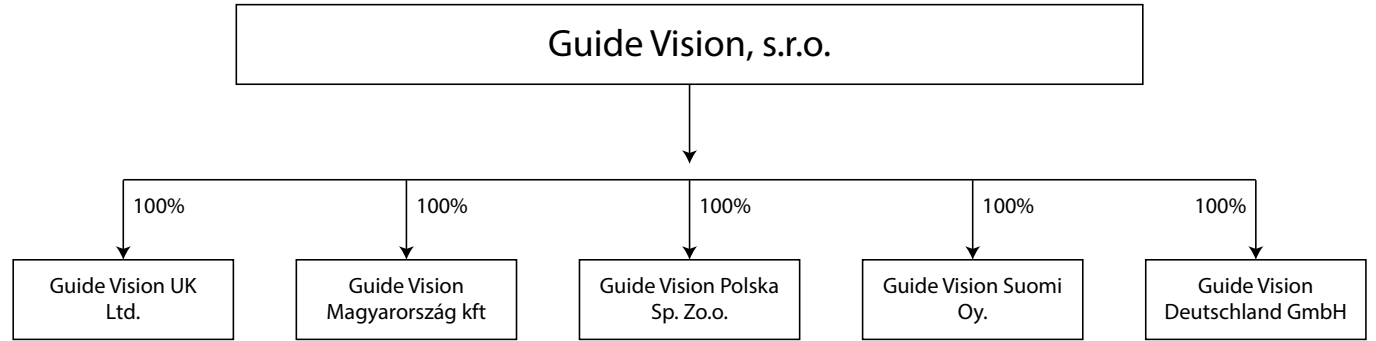 Guide Vision, s.r.o.
100%
100%
100%
100%
100%
Guide Vision UK
Ltd.
Guide Vision
Magyarország kft
Guide Vision Polska
Sp. Zo.o.
Guide Vision Suomi
Oy.
Guide Vision
Deutschland GmbH